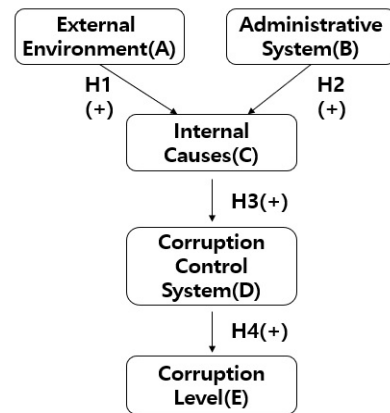 External
Environment(A)
Administrative
System(B)
H1
(+)
H2
(+)
Internal
Causes(C)
H3(+)
Corruption
Control
System(D)
H4(+)
Corruption
Level(E)